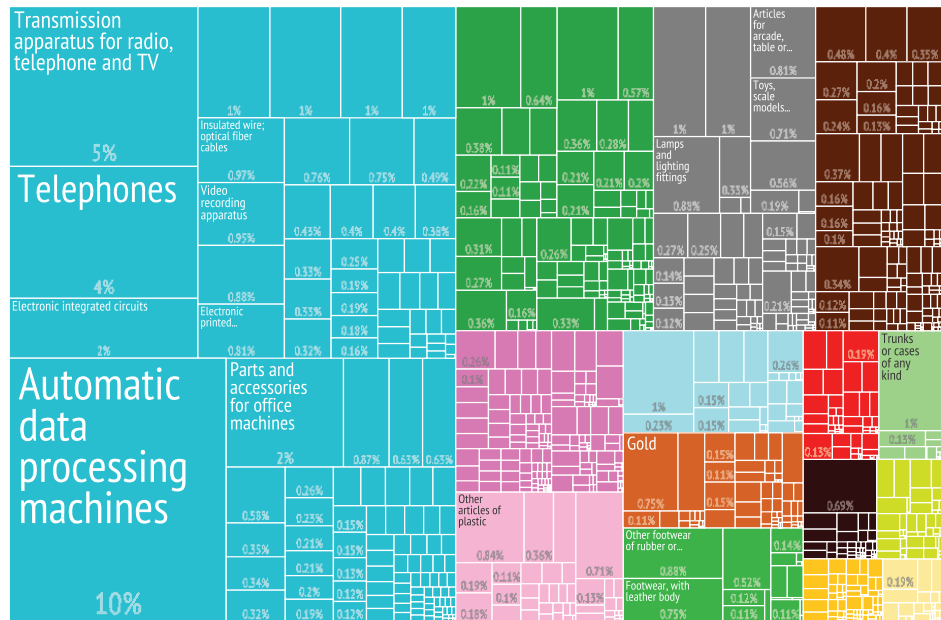 Transmission
apparatus for radio,
telephone and TV
5%
Telephones
4%
Electronic integrated circuits
2%
1%
1%
1%
1%
Insulated wire;
optical fiber
cables
0.97%
0.76%
0.75%
0.49%
Video
recording
apparatus
0.95%
0.43%
0.4%
0.4%
0.38%
0.88%
0.33%
0.25%
0.19%
Electronic
printed...
0.81%
0.33%
0.19%
0.18%
0.32%
0.16%
Automatic
data
processing
machines
10%
Parts and
accessories
for office
machines
2%
0.87%
0.63%
0.63%
0.58%
0.26%
0.23%
0.15%
0.35%
0.21%
0.15%
0.34%
0.21%
0.13%
0.2%
0.12%
0.32%
0.19%
0.12%
1%
0.64%
1%
0.57%
0.38%
0.36%
0.28%
0.22%
0.11%
0.11%
0.21%
0.21%
0.2%
0.16%
0.21%
0.31%
0.26%
0.27%
0.36%
0.16%
0.33%
1%
1%
Articles
for
arcade,
table or...
0.81%
Toys,
scale
models...
0.71%
Lamps
and
lighting
fittings
0.88%
0.33%
0.56%
0.19%
0.27%
0.25%
0.15%
0.14%
0.13%
0.12%
0.21%
0.48%
0.4%
0.35%
0.27%
0.2%
0.16%
0.24%
0.13%
0.37%
0.16%
0.16%
0.1%
0.34%
0.12%
0.11%
0.26%
0.1%
1%
0.26%
0.15%
0.23%
0.15%
0.19%
0.13%
Trunks
or cases
of any
kind
1%
0.13%
Gold
0.75%
0.15%
0.11%
0.15%
0.11%
0.69%
Other
articles of
plastic
0.84%
0.36%
0.71%
0.19%
0.11%
0.1%
0.13%
0.18%
Other footwear
of rubber or...
0.88%
0.52%
0.14%
Footwear, with
leather body
0.75%
0.12%
0.11%
0.11%
0.19%